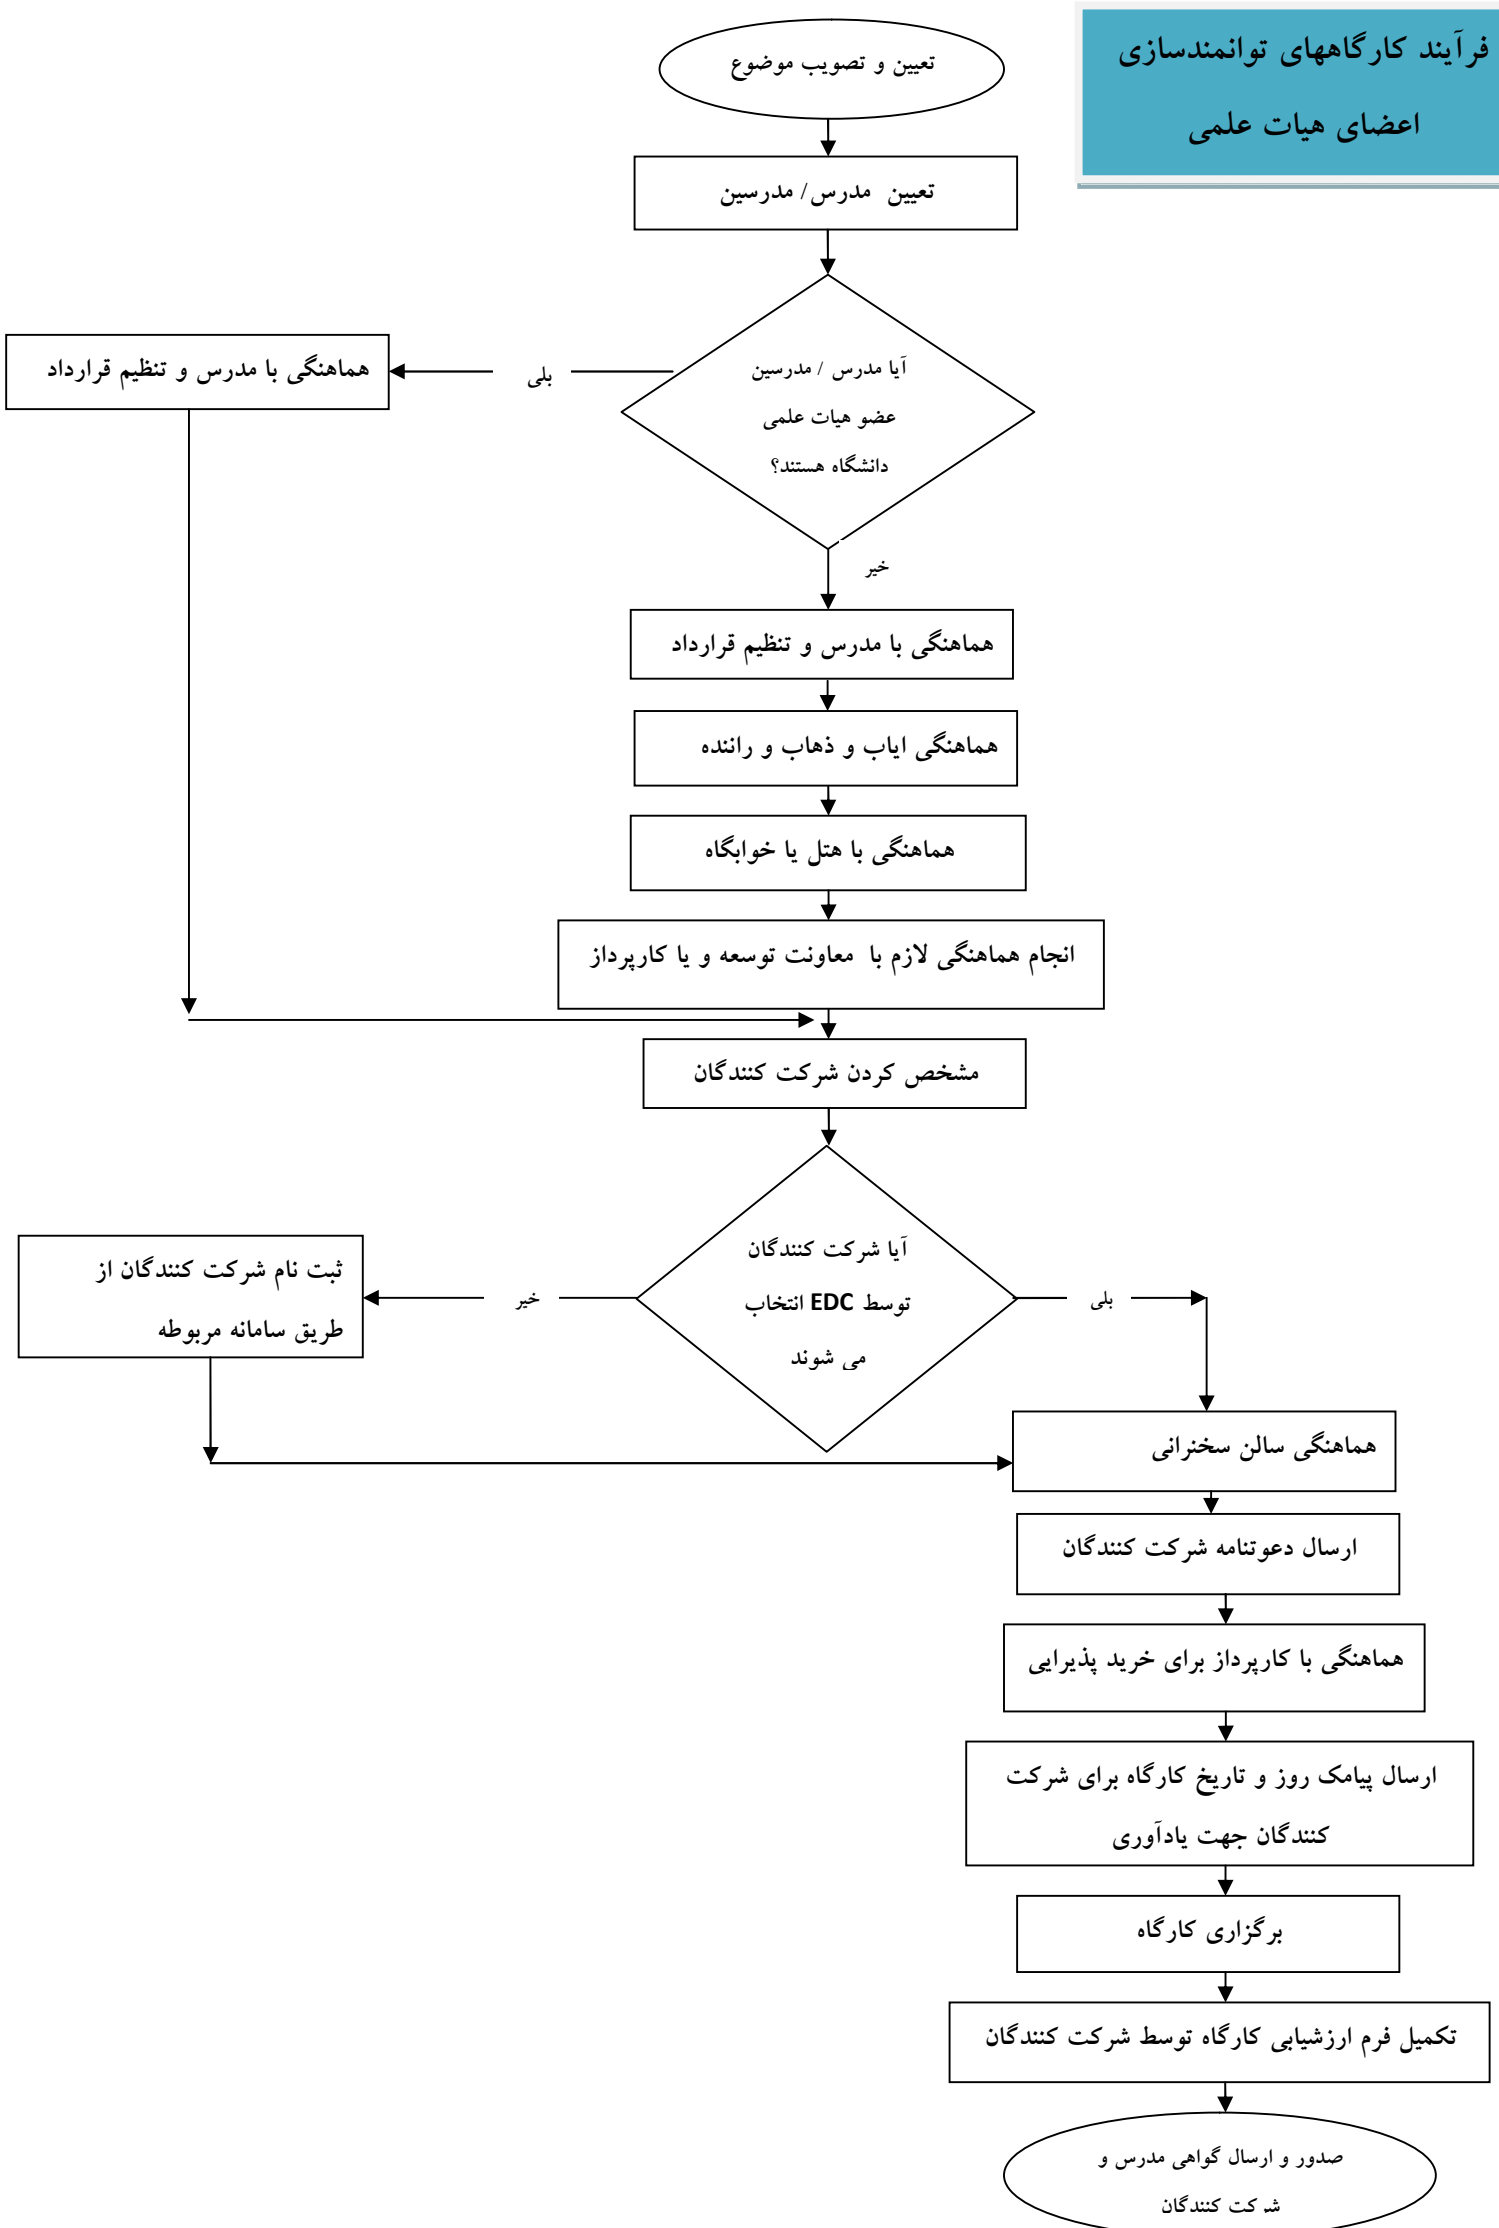 فرآیند کارگاههای توانمندسازی
اعضای هیات علمی
تعیین و تصویب موضوع
تعیین مدرس/ مدرسین
آیا مدرس / مدرسین
عضو هیات علمی
دانشگاه هستند؟
بلی
هماهنگی با مدرس و تنظیم قرارداد
خیر
هماهنگی با مدرس و تنظیم قرارداد
هماهنگی ایاب و ذهاب و راننده
هماهنگی با هتل یا خوابگاه
انجام هماهنگی لازم با معاونت توسعه و یا کارپرداز
مشخص کردن شرکت کنندگان
آیا شرکت کنندگان
توسط EDC انتخاب
می شوند
خیر
ثبت نام شرکت کنندگان از
طریق سامانه مربوطه
بلی
هماهنگی سالن سخنرانی
ارسال دعوتنامه شرکت کنندگان
هماهنگی با کارپرداز برای خرید پذیرایی
ارسال پیامک روز و تاریخ کارگاه برای شرکت
کنندگان جهت یادآوری
برگزاری کارگاه
تکمیل فرم ارزشیابی کارگاه توسط شرکت کنندگان
صدور و ارسال گواهی مدرس و
شرکت کنندگان